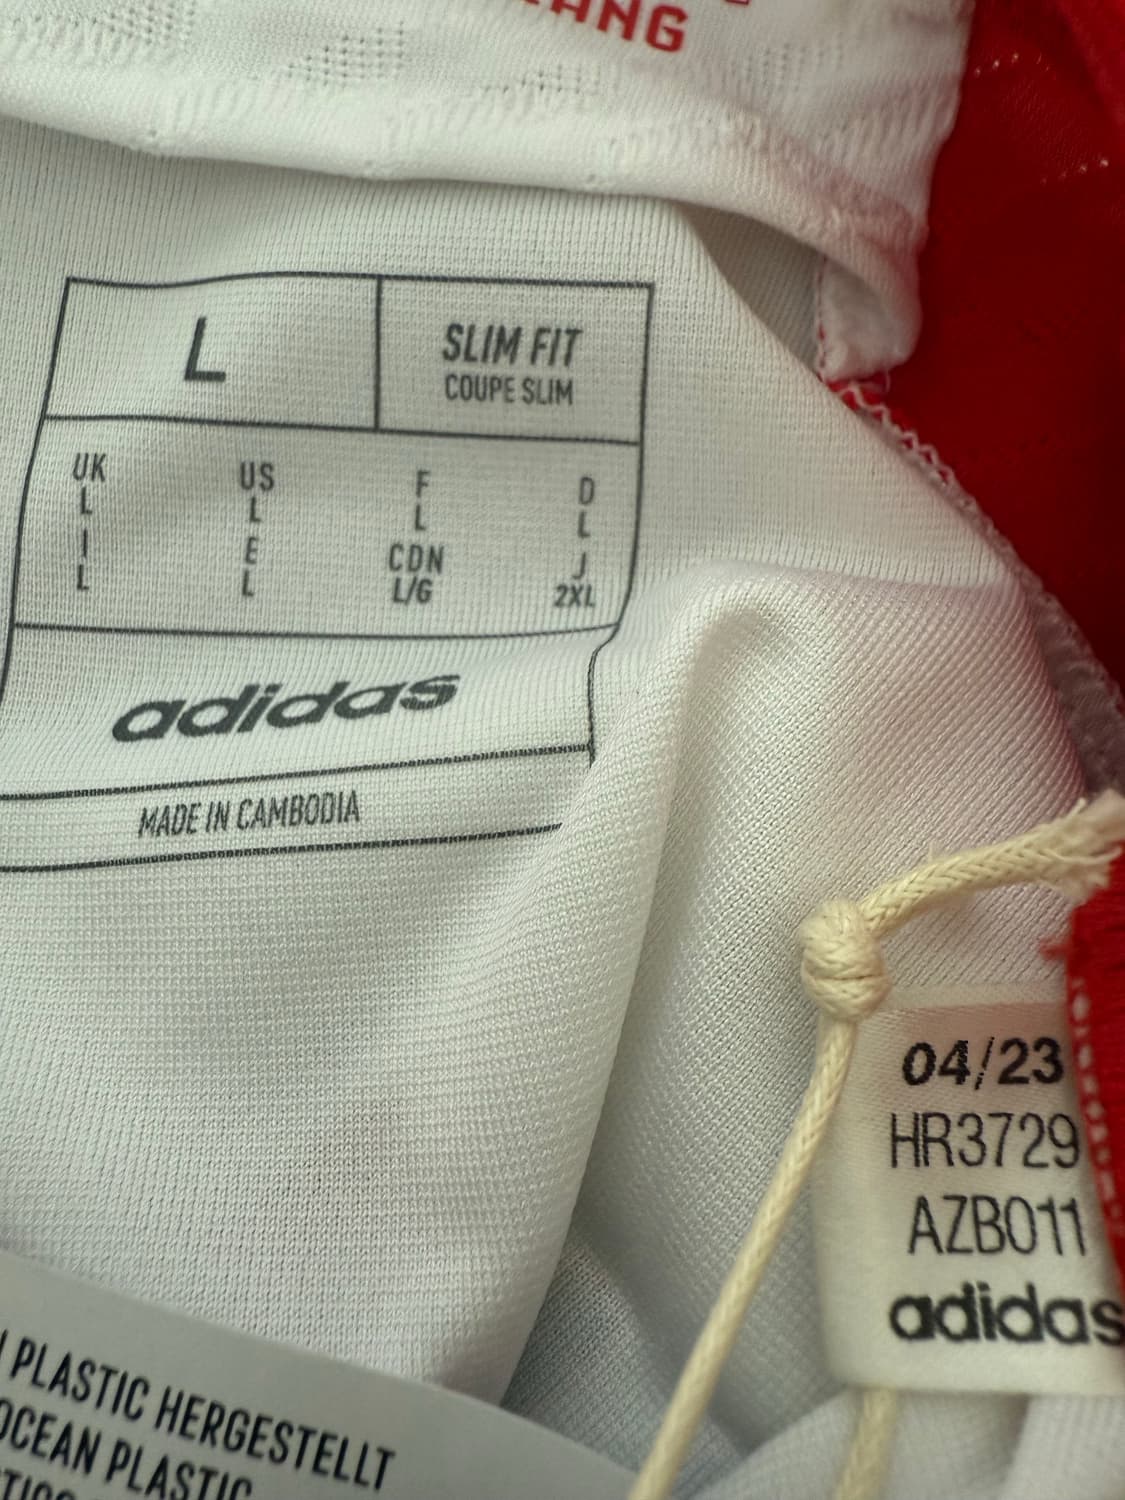 L
SLIM FIT
COUPE SLIM
UK US F D
L L L L
I E CDN J
L L L/G 2XL
adidas
MADE IN CAMBODIA
04/23
HR3729
AZB011
adidas
PLASTIC HERGESTELLT
OCEAN PLASTIC